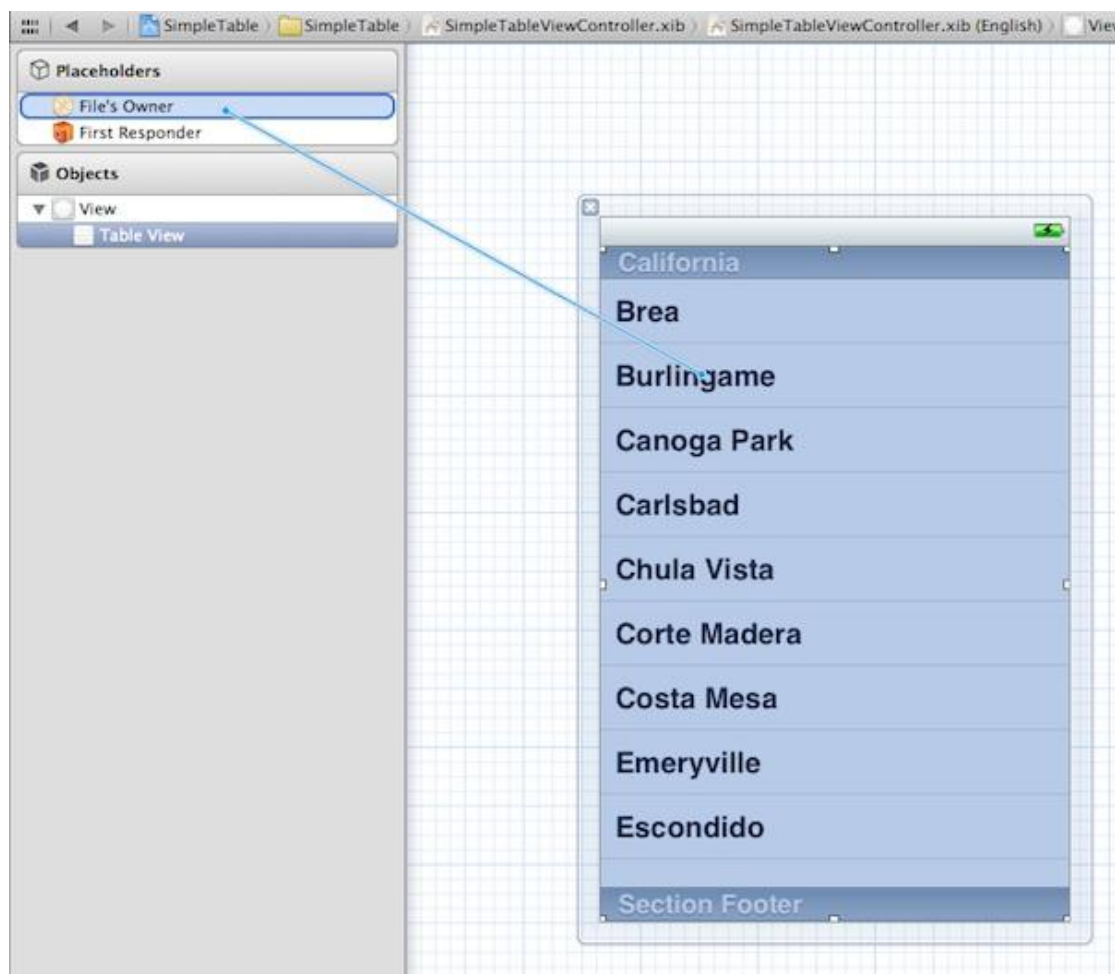 SimpleTable SimpleTable SimpleTableViewController.xib SimpleTableViewController.xib (English) View
Placeholders
File's Owner
First Responder
Objects
View
Table View
California
Brea
Burlingame
Canoga Park
Carlsbad
Chula Vista
Corte Madera
Costa Mesa
Emeryville
Escondido
Section Footer